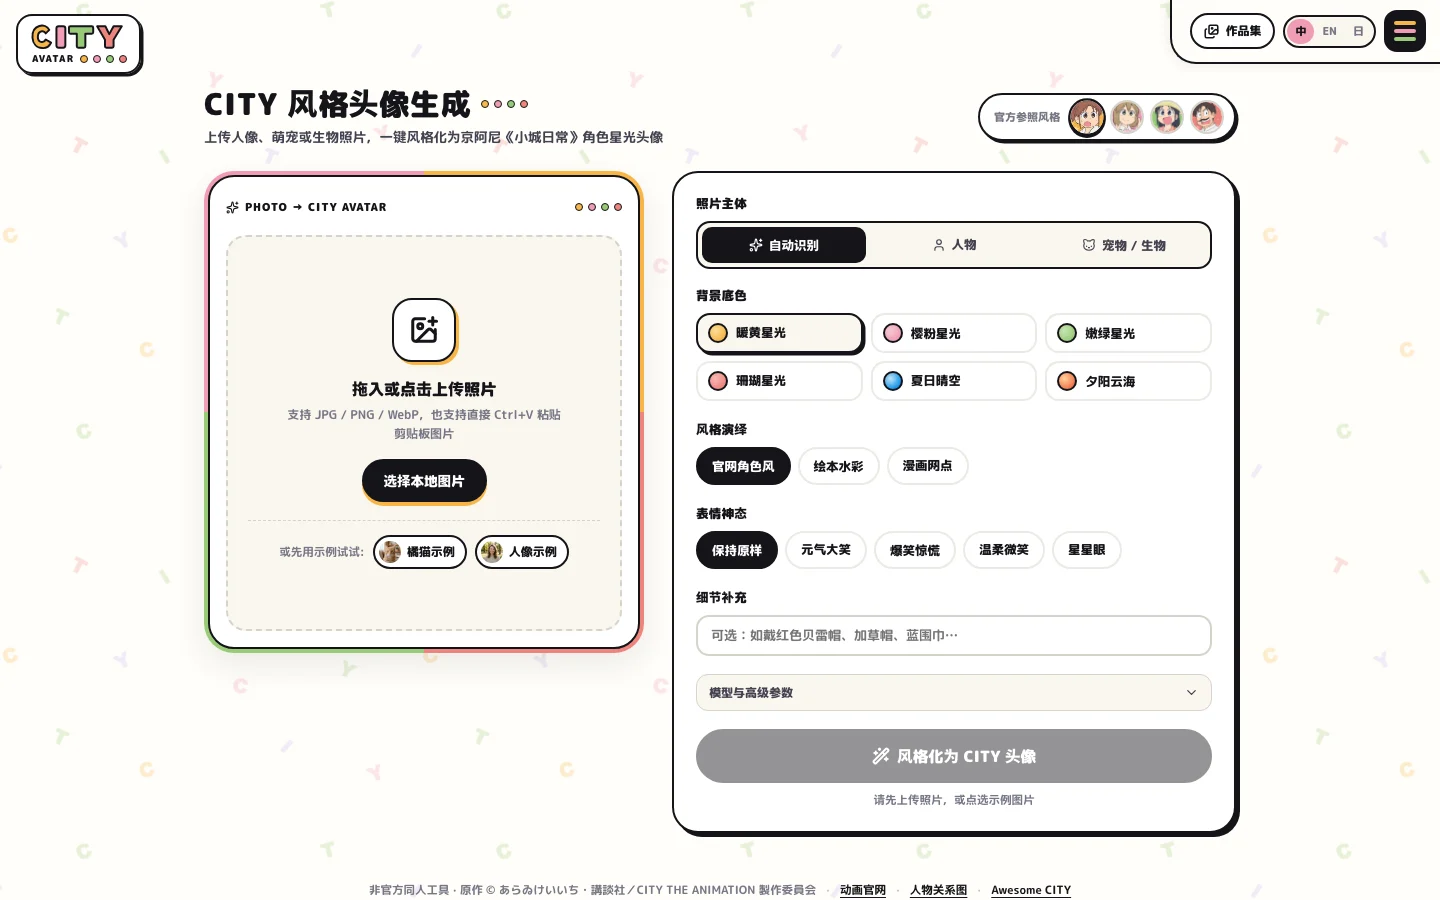 CITY
AVATAR
作品集
中 EN 日
CITY 风格头像生成
上传人像、萌宠或生物照片，一键风格化为京阿尼《小城日常》角色星光头像
官方参照风格
PHOTO → CITY AVATAR
拖入或点击上传照片
支持 JPG / PNG / WebP，也支持直接 Ctrl+V 粘贴
剪贴板图片
选择本地图片
或先用示例试试:
橘猫示例
人像示例
照片主体
自动识别
人物
宠物 / 生物
背景底色
暖黄星光
樱粉星光
嫩绿星光
珊瑚星光
夏日晴空
夕阳云海
风格演绎
官网角色风
绘本水彩
漫画网点
表情神态
保持原样
元气大笑
爆笑惊慌
温柔微笑
星星眼
细节补充
可选：如戴红色贝雷帽、加草帽、蓝围巾…
模型与高级参数
风格化为 CITY 头像
请先上传照片，或点选示例图片
非官方同人工具 · 原作 © あらゐけいいち・講談社／CITY THE ANIMATION 製作委員会 · 动画官网 · 人物关系图 · Awesome CITY